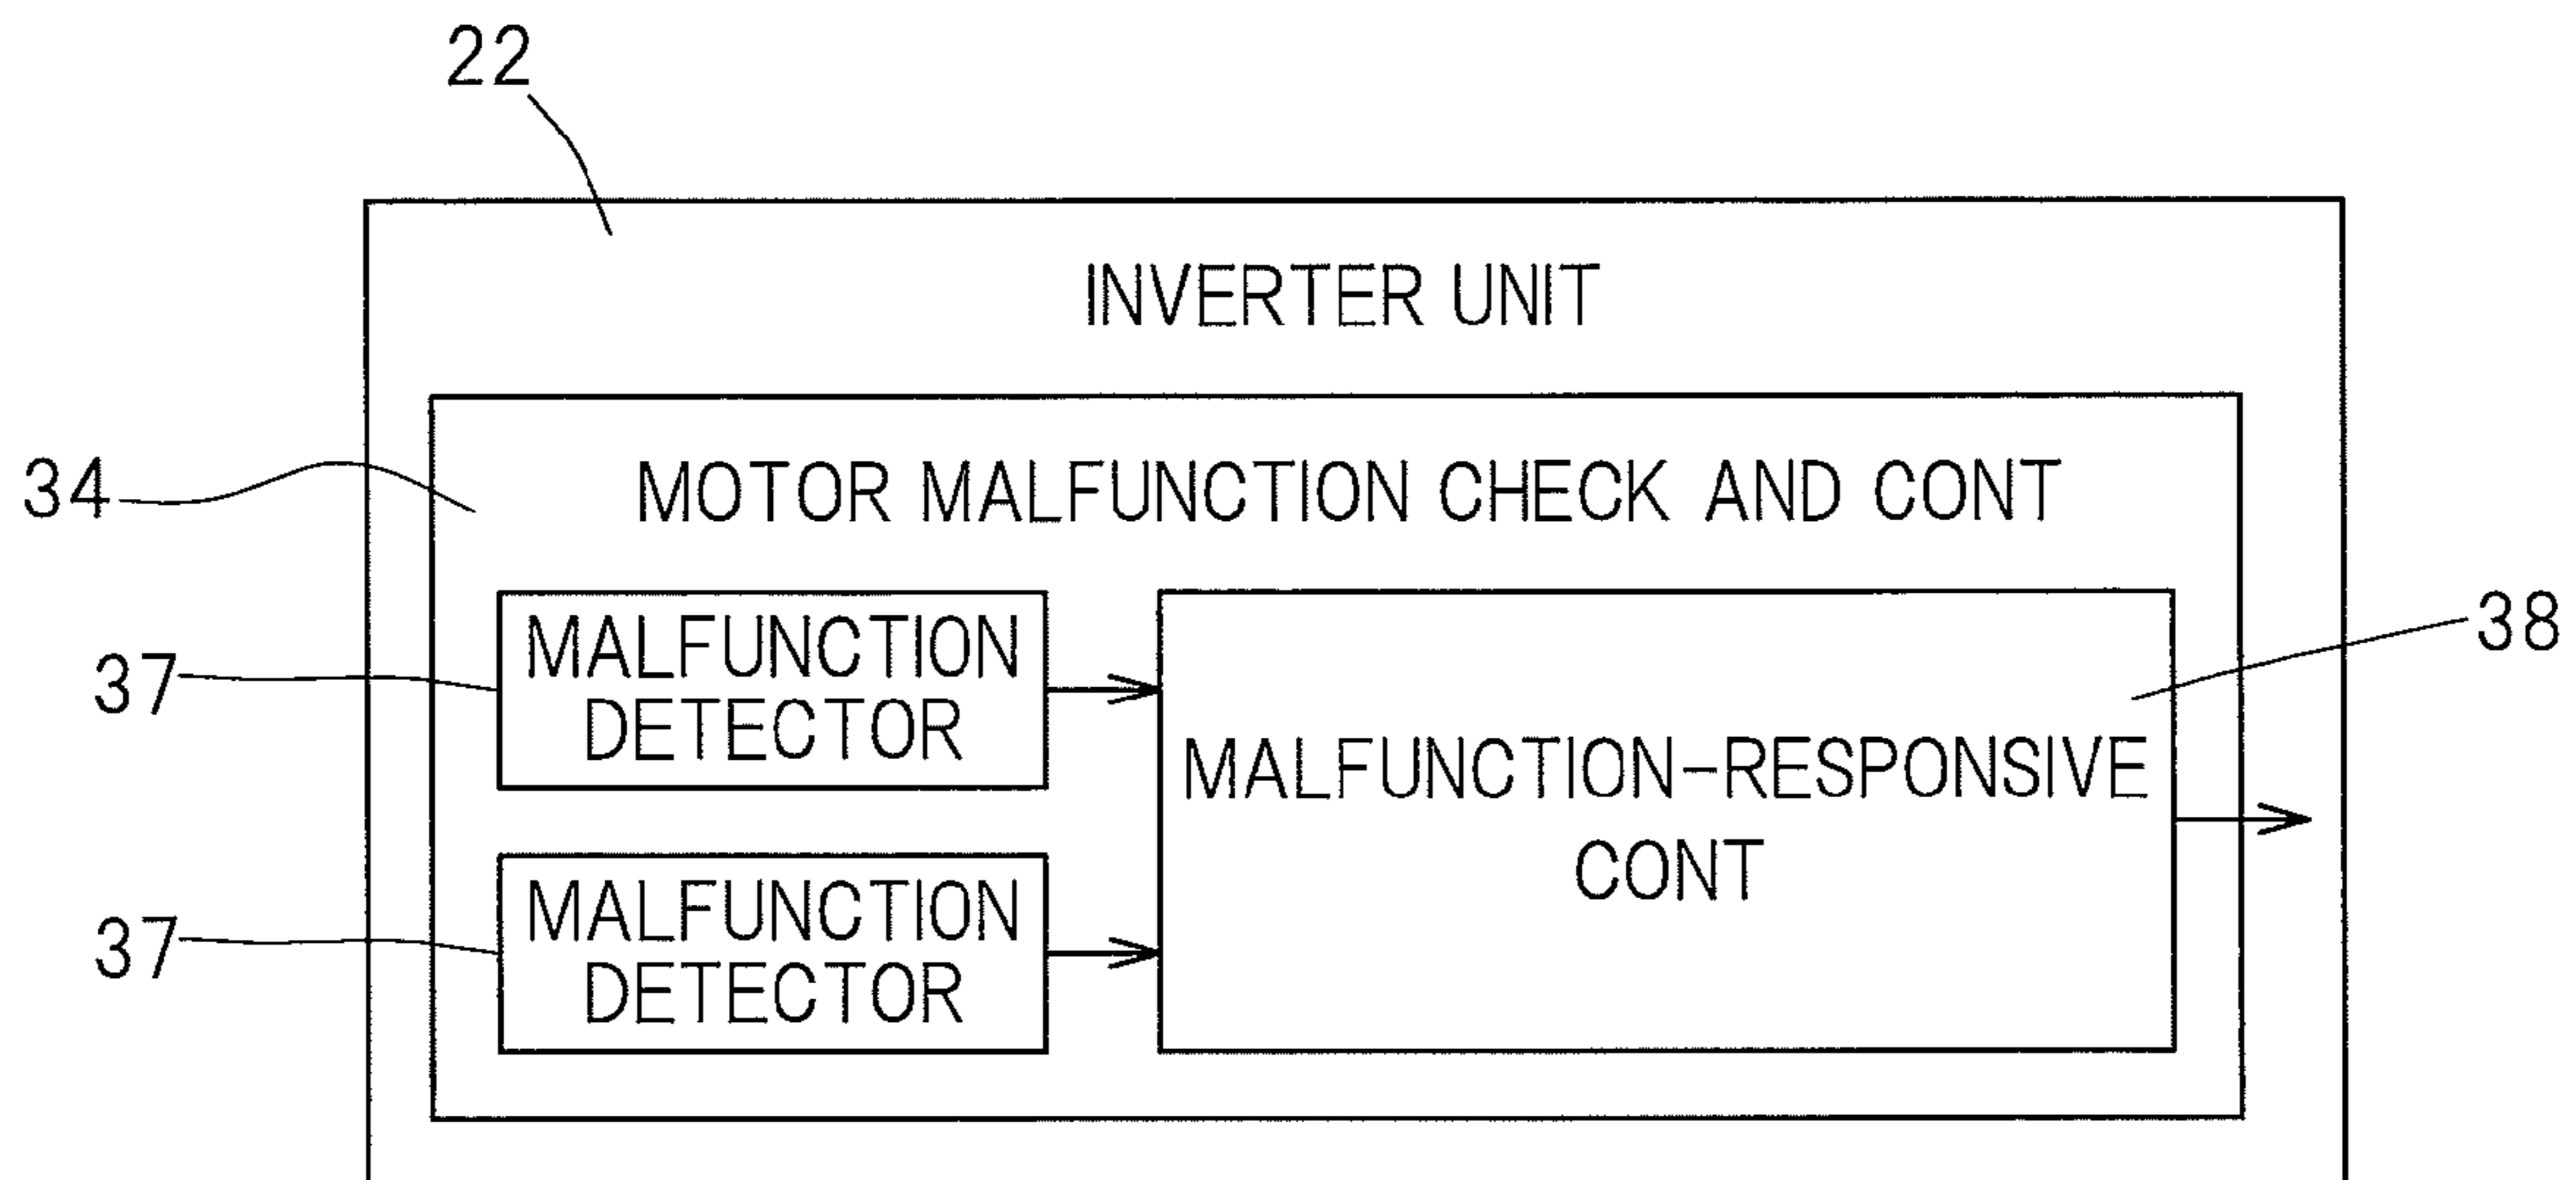 22
INVERTER UNIT
34
MOTOR MALFUNCTION CHECK AND CONT
37
MALFUNCTION
DETECTOR
38
MALFUNCTION-RESPONSIVE
CONT
37
MALFUNCTION
DETECTOR